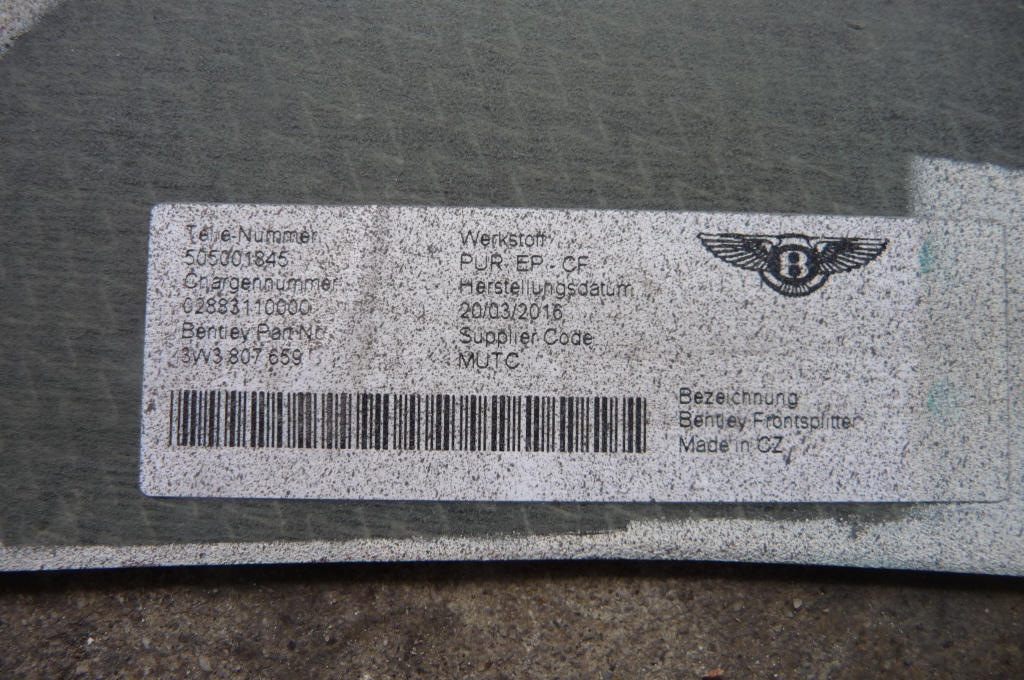 Teile-Nummer
505001845
Chargennummer
02883110000
Bentley Part Nr.
3W3 807 659
Werkstoff
PUR EP - CF
Herstellungsdatum
20/03/2016
Supplier Code
MUTC
B
Bezeichnung
Bentley Frontsplitter
Made in CZ